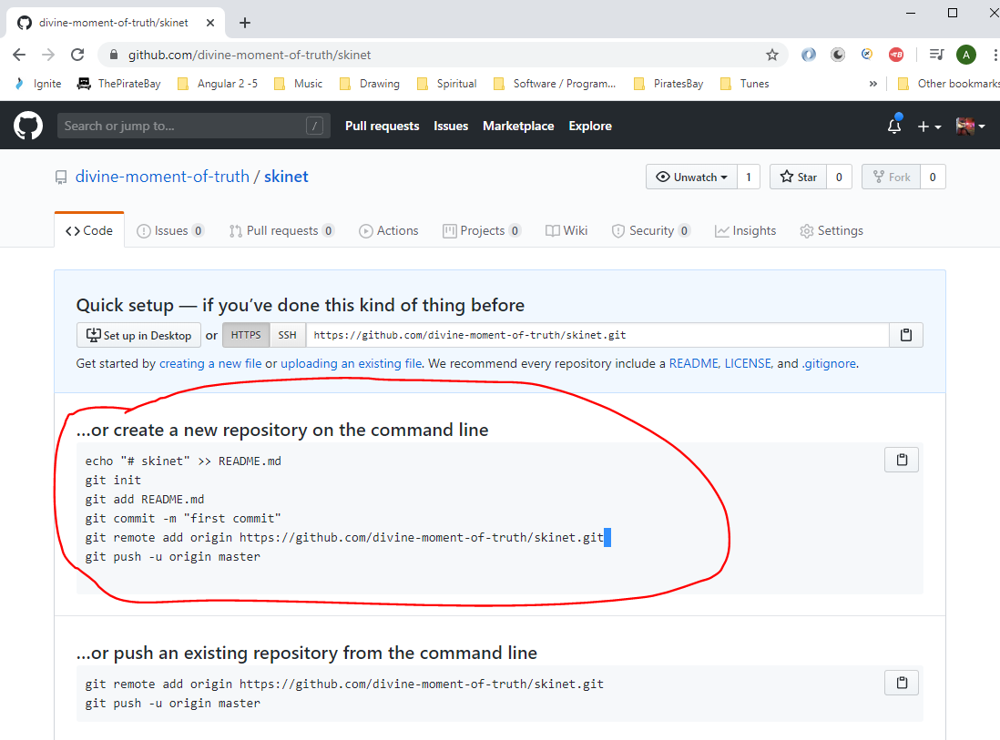 divine-moment-of-truth/skinet
github.com/divine-moment-of-truth/skinet
A
Ignite ThePirateBay Angular 2 -5 Music Drawing Spiritual Software / Program... PiratesBay Tunes » Other bookmarks
Search or jump to... / Pull requests Issues Marketplace Explore
divine-moment-of-truth / skinet Unwatch 1 Star 0 Fork 0
Code Issues 0 Pull requests 0 Actions Projects 0 Wiki Security 0 Insights Settings
Quick setup — if you've done this kind of thing before
Set up in Desktop or HTTPS SSH https://github.com/divine-moment-of-truth/skinet.git
Get started by creating a new file or uploading an existing file. We recommend every repository include a README, LICENSE, and .gitignore.
...or create a new repository on the command line
echo "# skinet" >> README.md
git init
git add README.md
git commit -m "first commit"
git remote add origin https://github.com/divine-moment-of-truth/skinet.git
git push -u origin master
...or push an existing repository from the command line
git remote add origin https://github.com/divine-moment-of-truth/skinet.git
git push -u origin master